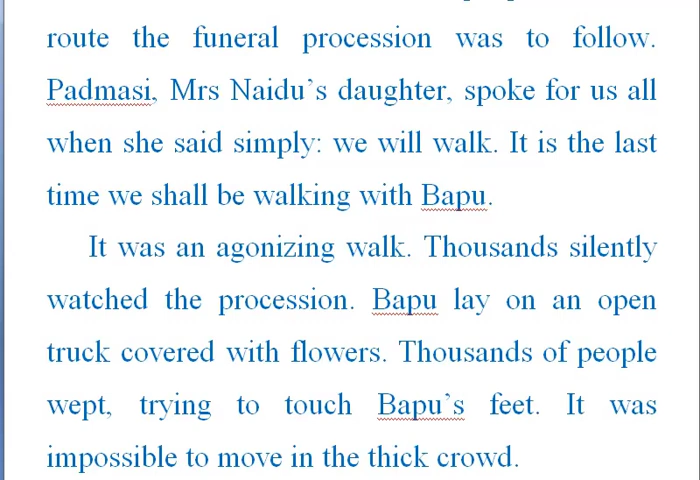 route the funeral procession was to follow.
Padmasi, Mrs Naidu’s daughter, spoke for us all
when she said simply: we will walk. It is the last
time we shall be walking with Bapu.
It was an agonizing walk. Thousands silently
watched the procession. Bapu lay on an open
truck covered with flowers. Thousands of people
wept, trying to touch Bapu’s feet. It was
impossible to move in the thick crowd.